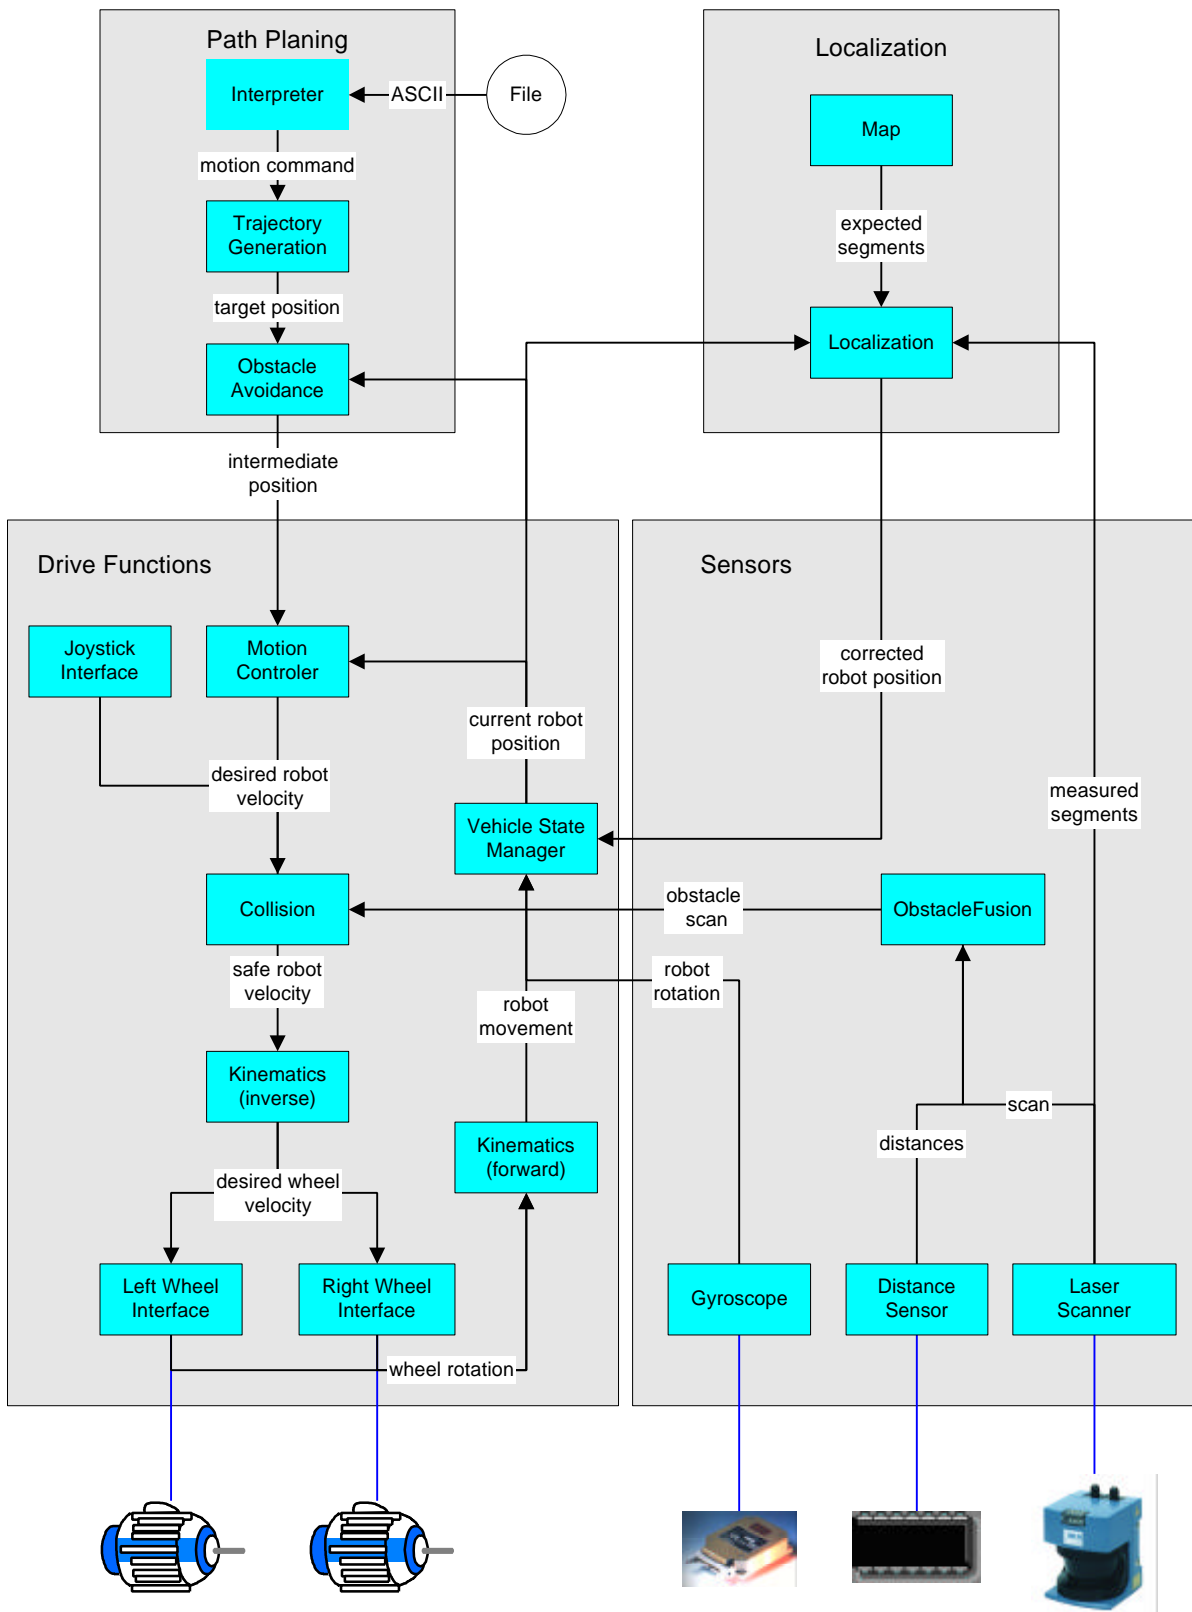 Path Planing
Interpreter
ASCII
File
motion command
Trajectory
Generation
target position
Obstacle
Avoidance
Localization
Map
expected
segments
Localization
intermediate
position
Drive Functions
Joystick
Interface
Motion
Controler
current robot
position
desired robot
velocity
Vehicle State
Manager
Collision
safe robot
velocity
robot
movement
Kinematics
(inverse)
Kinematics
(forward)
desired wheel
velocity
Left Wheel
Interface
Right Wheel
Interface
wheel rotation
Sensors
corrected
robot position
measured
segments
obstacle
scan
ObstacleFusion
robot
rotation
scan
distances
Gyroscope
Distance
Sensor
Laser
Scanner